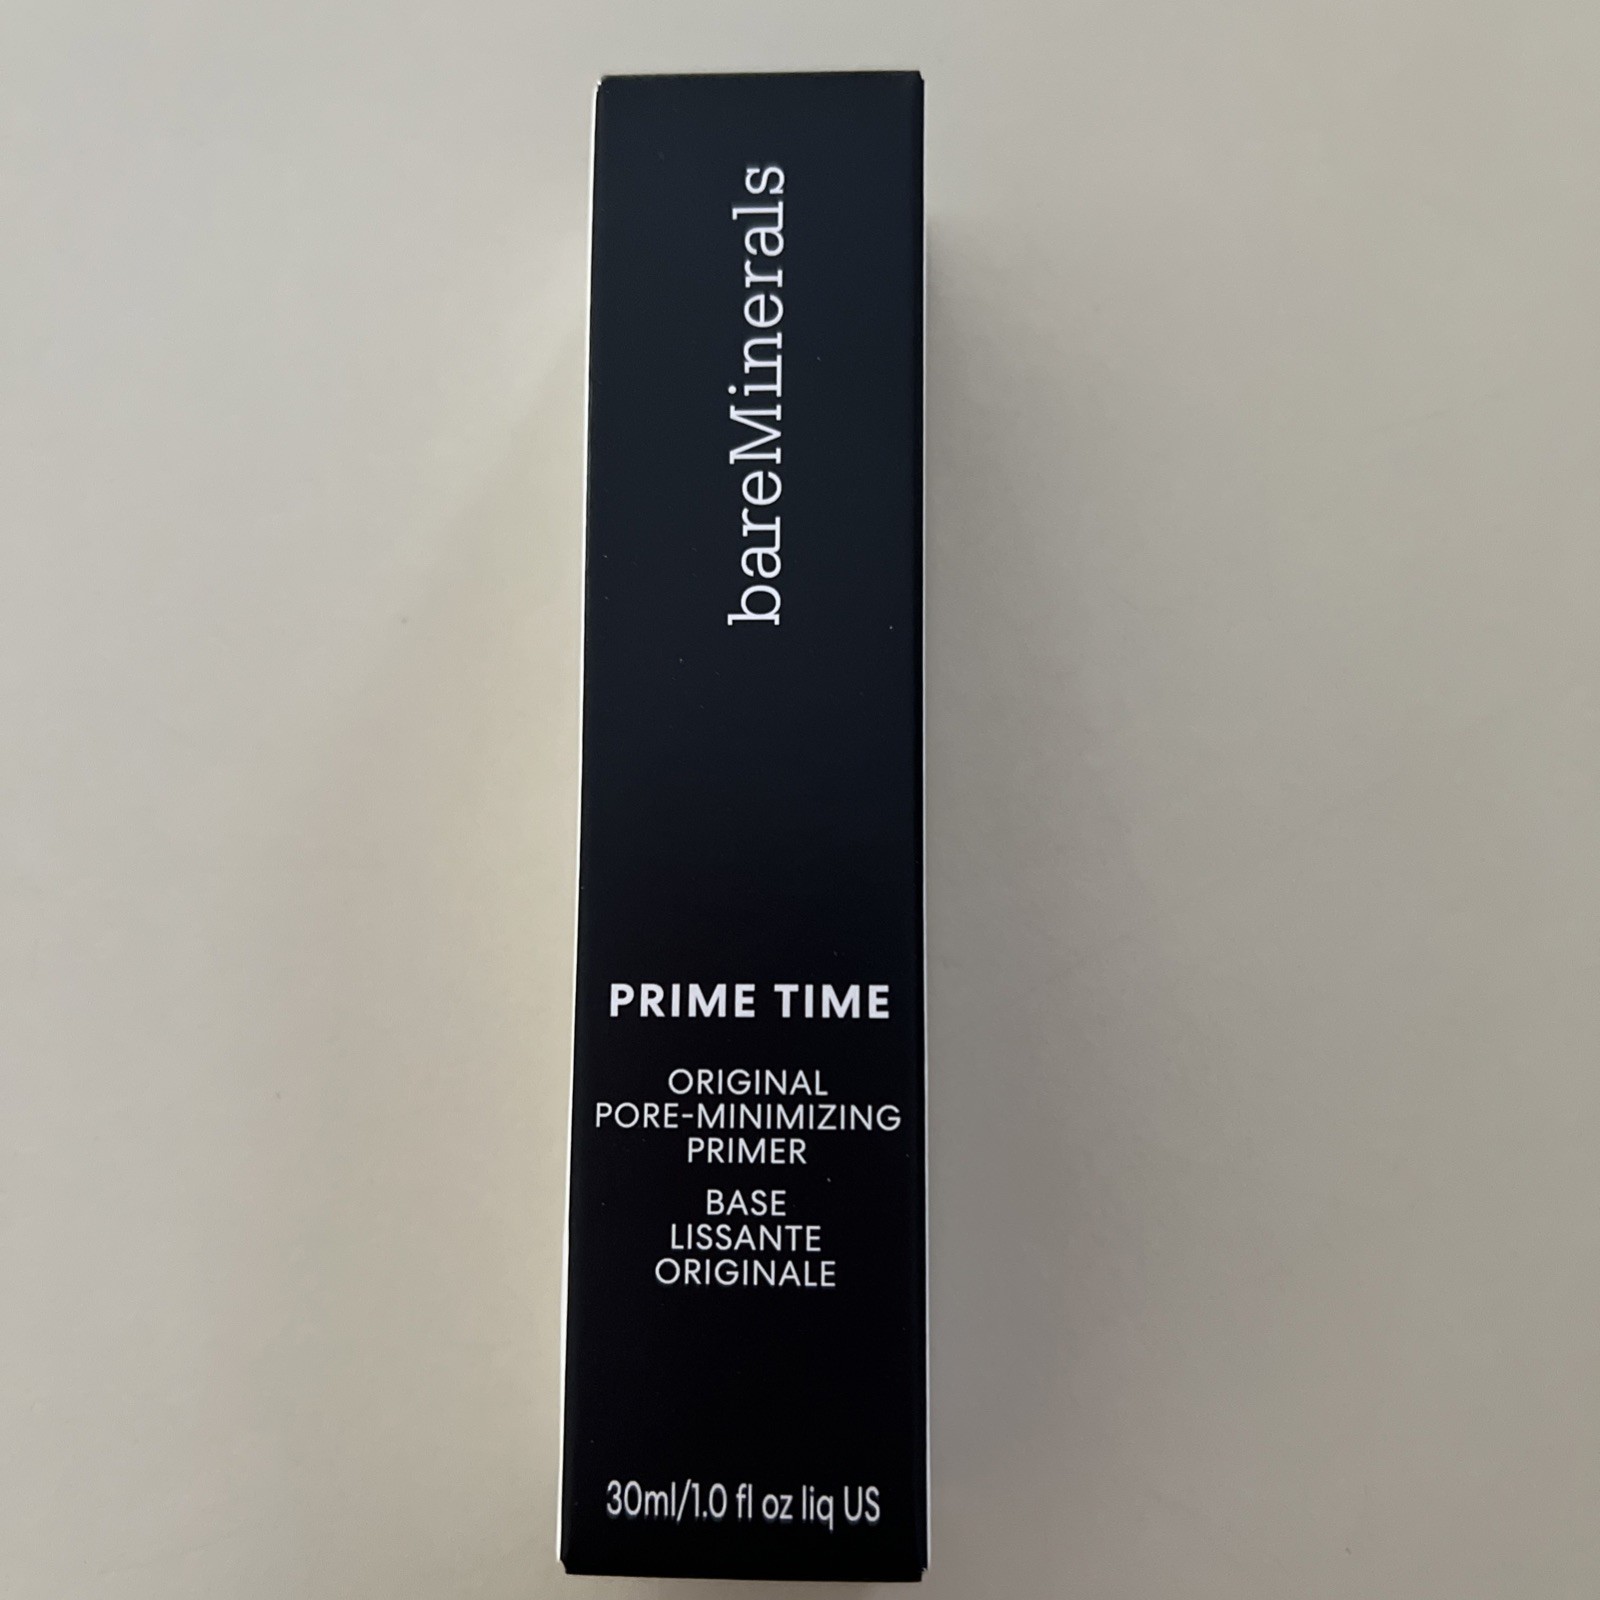 bareMinerals
PRIME TIME
ORIGINAL
PORE-MINIMIZING
PRIMER
BASE
LISSANTE
ORIGINALE
30ml/1.0 fl oz liq US